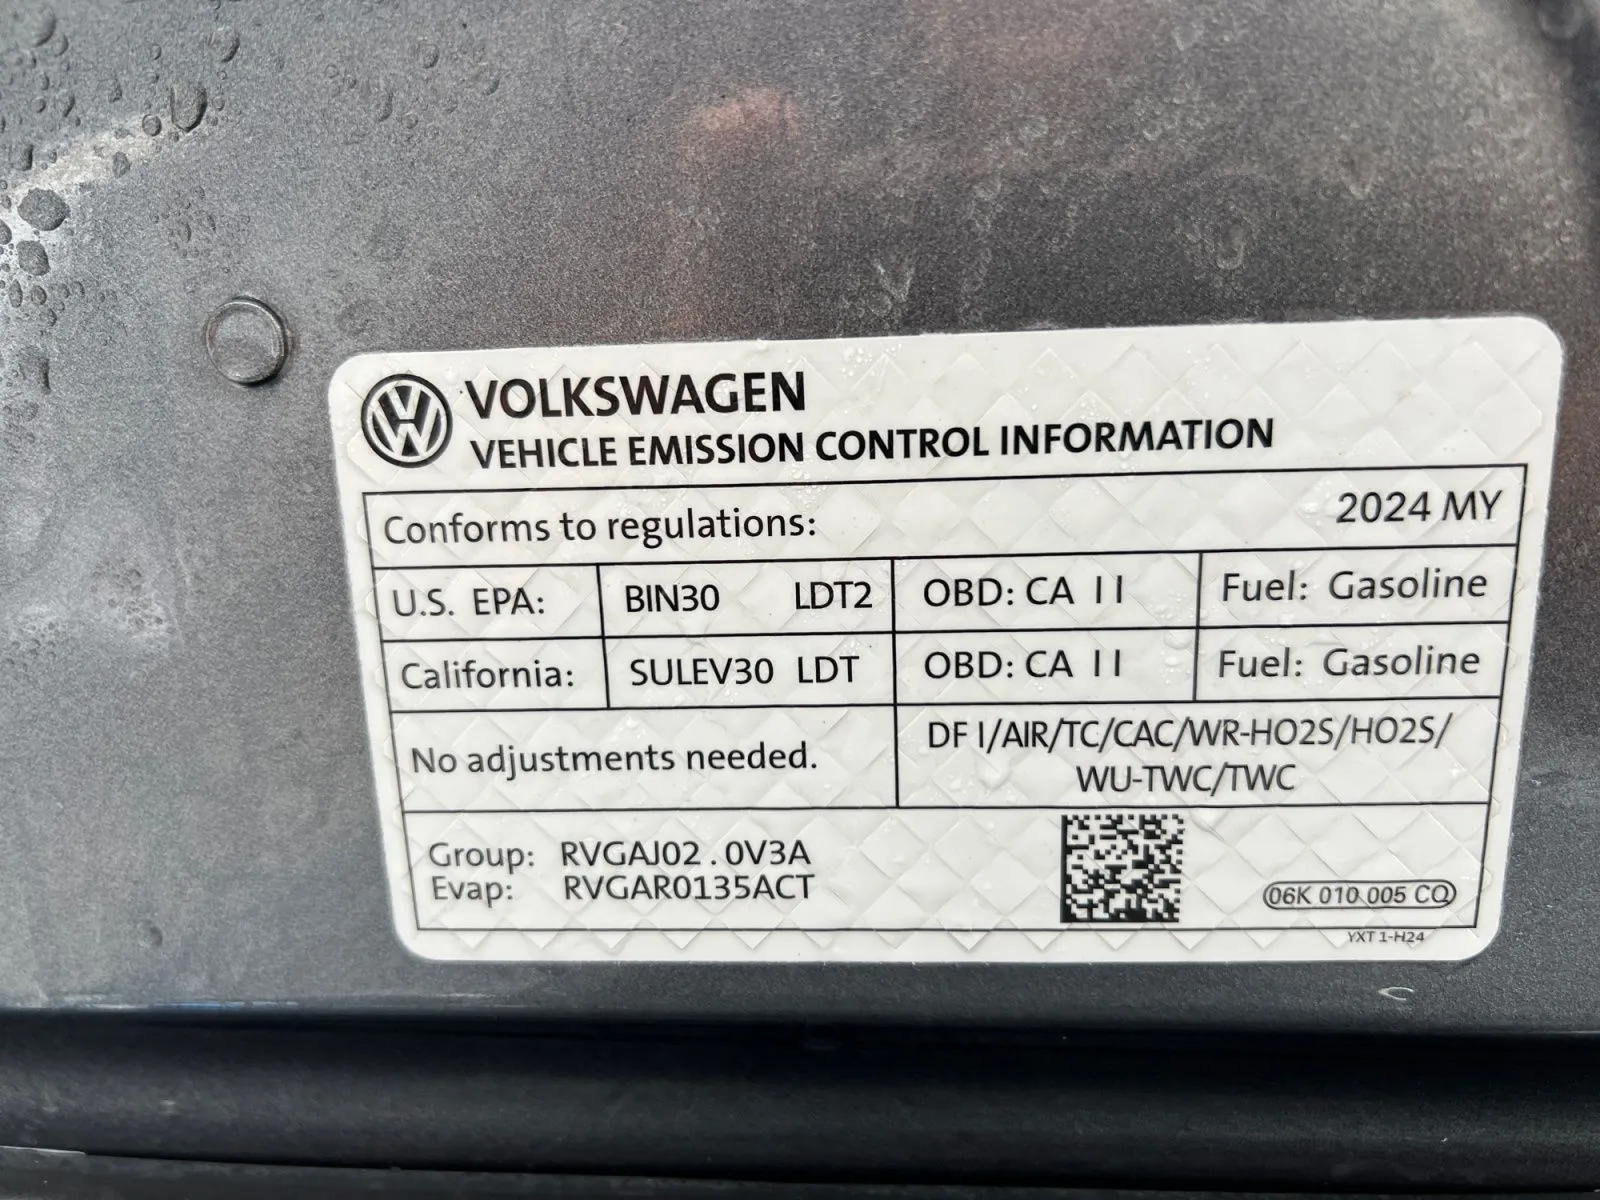 VOLKSWAGEN
VEHICLE EMISSION CONTROL INFORMATION
Conforms to regulations: 2024 MY
U.S. EPA: BIN30 LDT2 OBD: CA II Fuel: Gasoline
California: SULEV30 LDT OBD: CA II Fuel: Gasoline
No adjustments needed.
DF I/AIR/TC/CAC/WR-HO2S/HO2S/
WU-TWC/TWC
Group: RVGAJ02.0V3A
Evap: RVGAR0135ACT
06K 010 005 CQ
YXT 1-H24